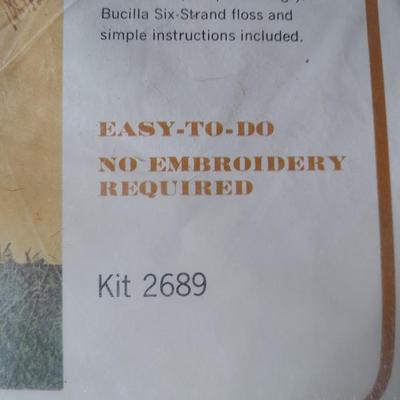 Bucilla Six-Strand floss and
simple instructions included.
EASY-TO-DO
NO EMBROIDERY
REQUIRED
Kit 2689